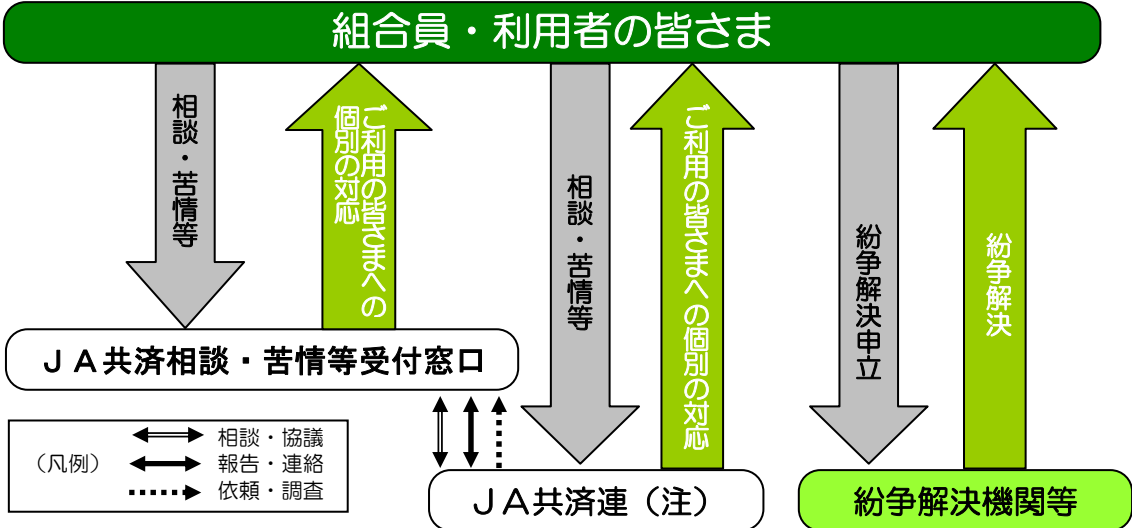 組合員・利用者の皆さま
相談・苦情等
ご利用の皆さまへの
個別の対応
相談・苦情等
ご利用の皆さまへの個別の対応
紛争解決申立
紛争解決
ＪＡ共済相談・苦情等受付窓口
（凡例）
相談・協議
報告・連絡
依頼・調査
ＪＡ共済連（注）
紛争解決機関等